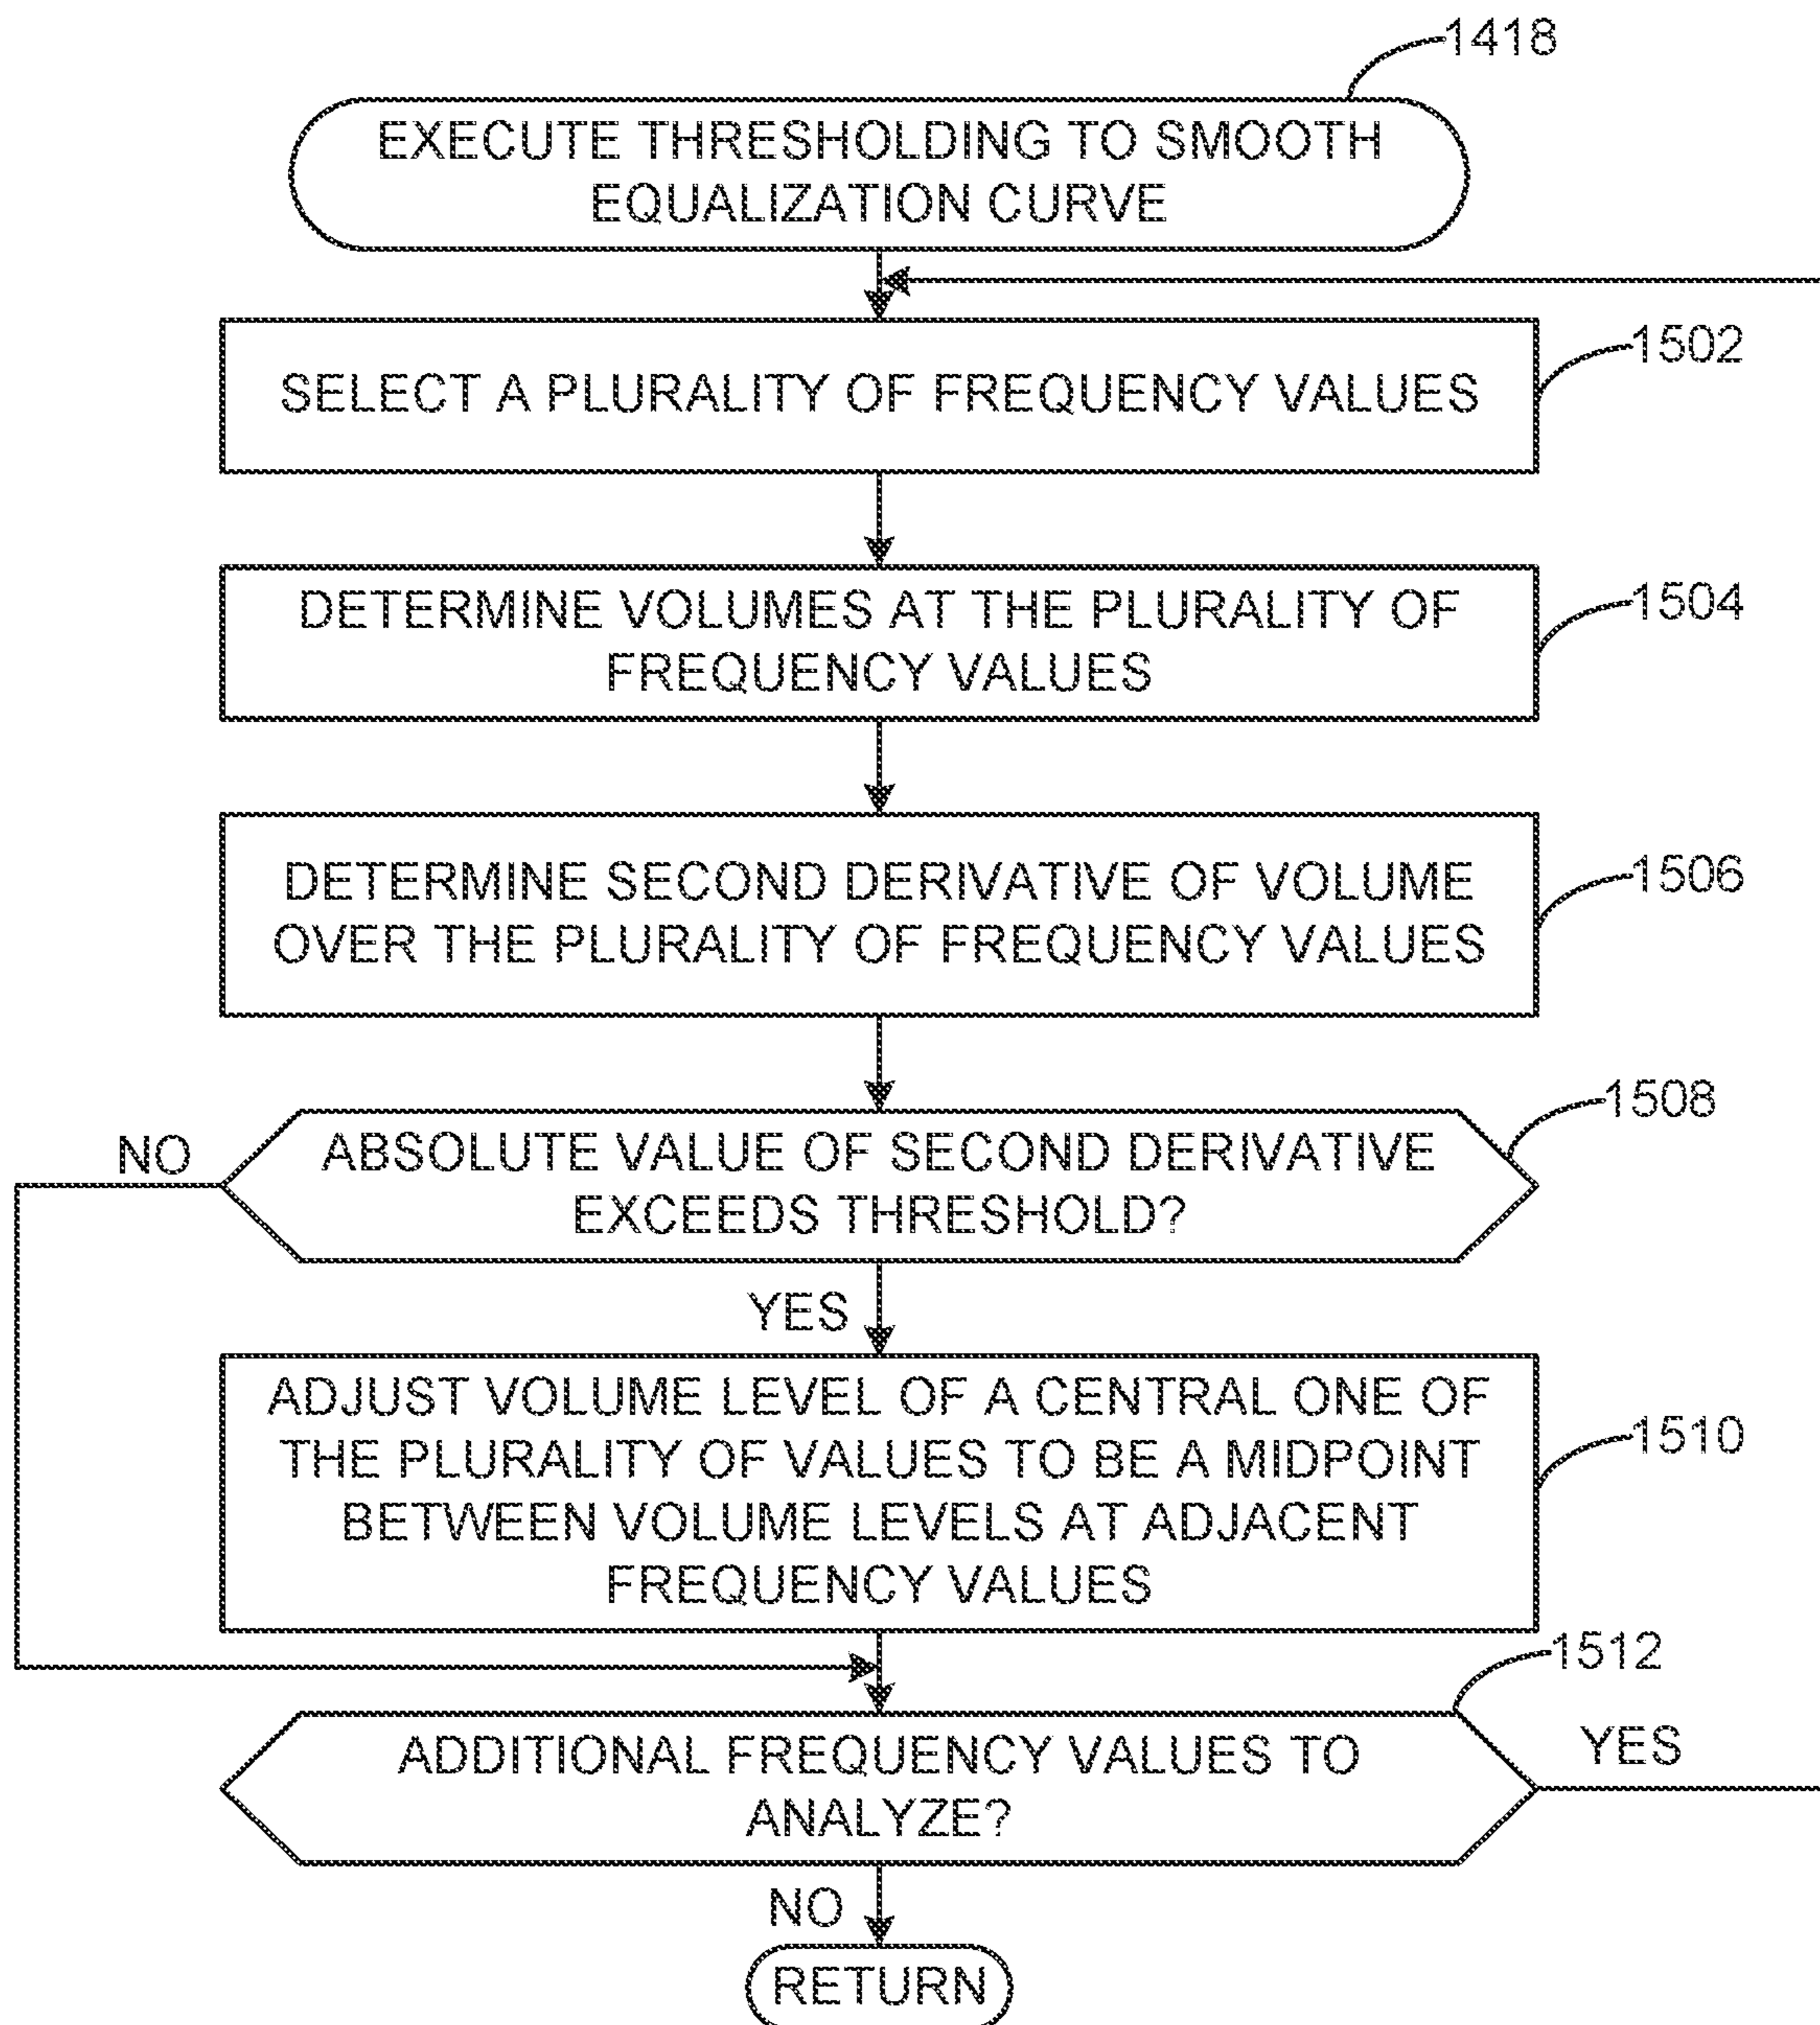 1418
EXECUTE THRESHOLDING TO SMOOTH
EQUALIZATION CURVE
1502
SELECT A PLURALITY OF FREQUENCY VALUES
1504
DETERMINE VOLUMES AT THE PLURALITY OF
FREQUENCY VALUES
1506
DETERMINE SECOND DERIVATIVE OF VOLUME
OVER THE PLURALITY OF FREQUENCY VALUES
1508
NO
ABSOLUTE VALUE OF SECOND DERIVATIVE
EXCEEDS THRESHOLD?
YES
ADJUST VOLUME LEVEL OF A CENTRAL ONE OF
THE PLURALITY OF VALUES TO BE A MIDPOINT
BETWEEN VOLUME LEVELS AT ADJACENT
FREQUENCY VALUES
1510
1512
ADDITIONAL FREQUENCY VALUES TO
ANALYZE?
YES
NO
RETURN